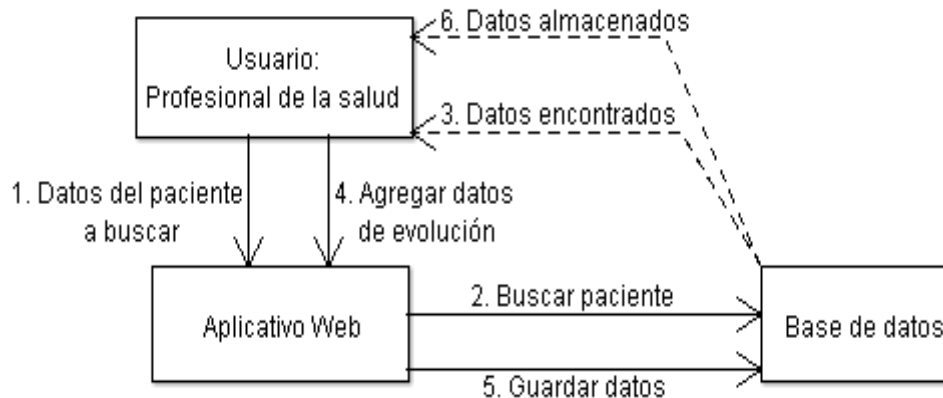 6. Datos almacenados
Usuario:
Profesional de la salud
3. Datos encontrados
1. Datos del paciente
a buscar
4. Agregar datos
de evolución
2. Buscar paciente
Aplicativo Web
Base de datos
5. Guardar datos